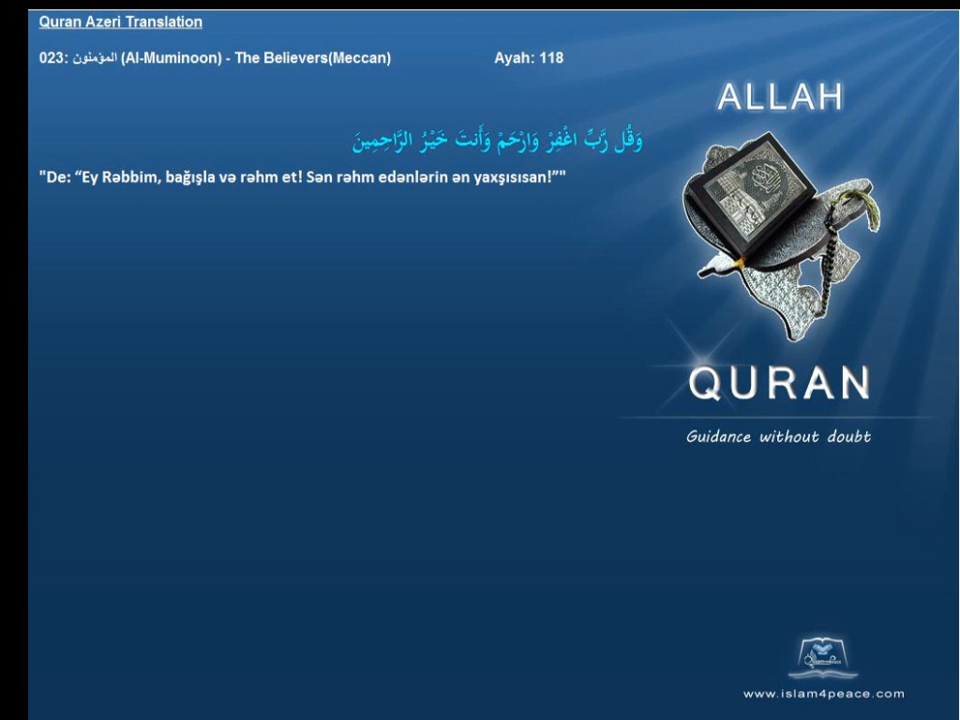 Quran Azeri Translation
023: المؤمنون (Al-Muminoon) - The Believers(Meccan) Ayah: 118
ALLAH
وَقُل رَّبِّ اغْفِرْ وَارْحَمْ وَأَنتَ خَيْرُ الرَّاحِمِينَ
"De: “Ey Rəbbim, bağışla və rəhm et! Sən rəhm edənlərin ən yaxşısısan!”"
QURAN
Guidance without doubt
www.islam4peace.com